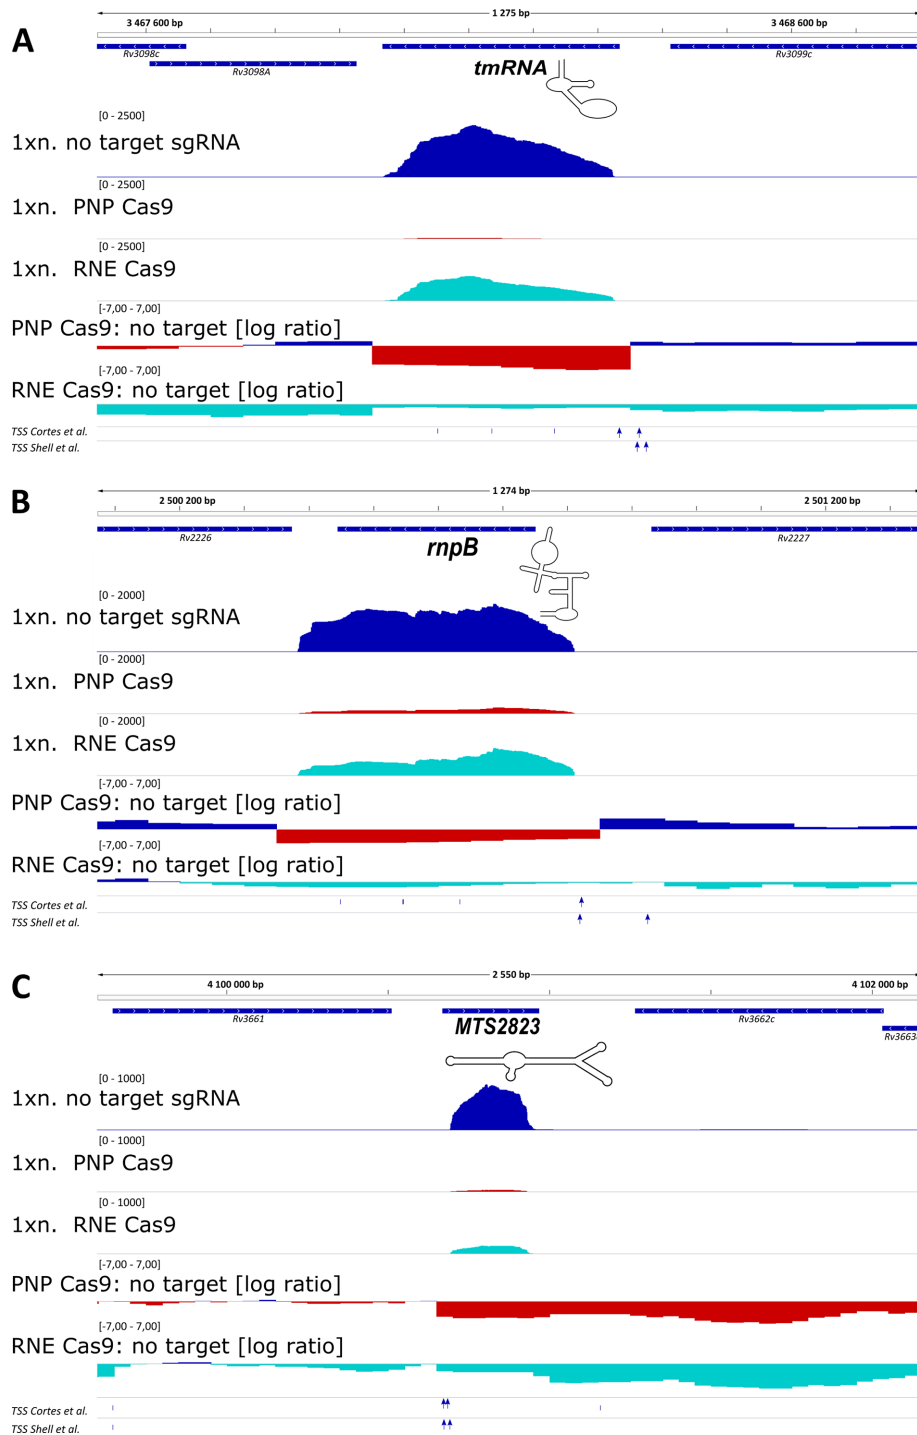 A
1 275 bp
3 467 600 bp
3 468 600 bp
Rv3098c
Rv3098A
Rv3099c
tmRNA
[0 - 2500]
1xn. no target sgRNA
[0 - 2500]
1xn. PNP Cas9
[0 - 2500]
1xn. RNE Cas9
[-7,00 - 7,00]
PNP Cas9: no target [log ratio]
[-7,00 - 7,00]
RNE Cas9: no target [log ratio]
TSS Cortes et al.
TSS Shell et al.
B
1 274 bp
2 500 200 bp
2 501 200 bp
Rv2226
Rv2227
rnpB
[0 - 2000]
1xn. no target sgRNA
[0 - 2000]
1xn. PNP Cas9
[0 - 2000]
1xn. RNE Cas9
[-7,00 - 7,00]
PNP Cas9: no target [log ratio]
[-7,00 - 7,00]
RNE Cas9: no target [log ratio]
TSS Cortes et al.
TSS Shell et al.
C
2 550 bp
4 100 000 bp
4 102 000 bp
Rv3661
MTS2823
Rv3662c
[0 - 1000]
1xn. no target sgRNA
[0 - 1000]
1xn. PNP Cas9
[0 - 1000]
1xn. RNE Cas9
[-7,00 - 7,00]
PNP Cas9: no target [log ratio]
[-7,00 - 7,00]
RNE Cas9: no target [log ratio]
TSS Cortes et al.
TSS Shell et al.